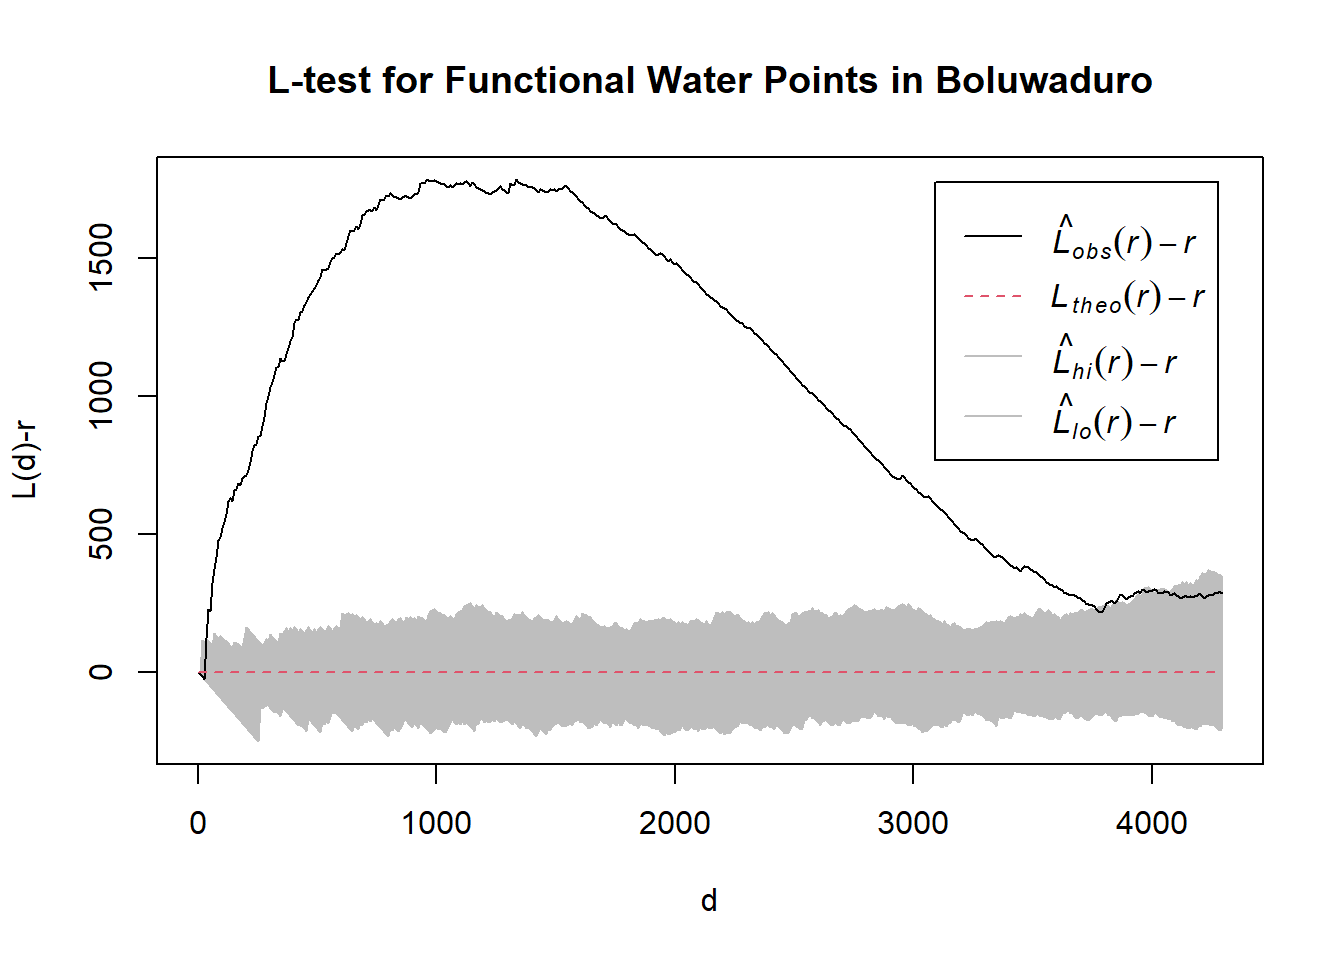 L-test for Functional Water Points in Boluwaduro
L(d)-r
1500
1000
500
0
L̂obs(r) − r
Ltheo(r) − r
L̂hi(r) − r
L̂lo(r) − r
0 1000 2000 3000 4000
d